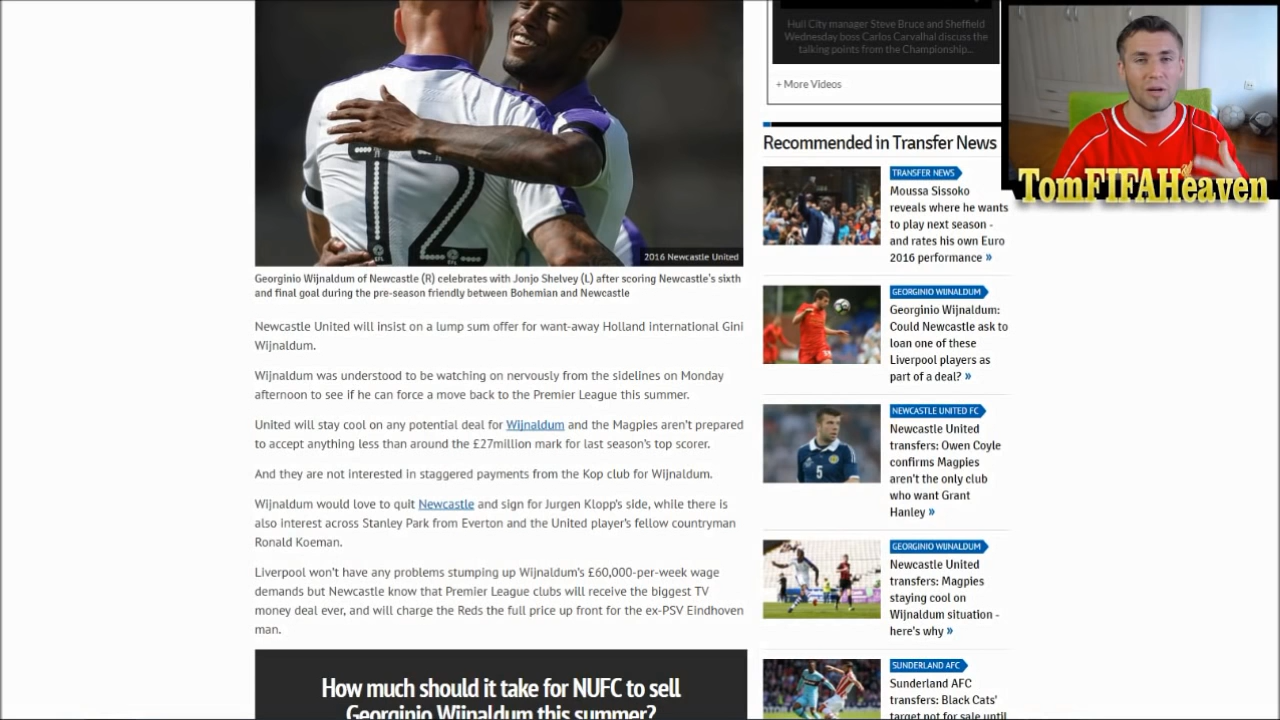 Hull City manager Steve Bruce and Sheffield
Wednesday boss Carlos Carvalhal discuss the
talking points from the Championship...
+ More Videos
12
2016 Newcastle United
Georginio Wijnaldum of Newcastle (R) celebrates with Jonjo Shelvey (L) after scoring Newcastle's sixth
and final goal during the pre-season friendly between Bohemian and Newcastle
Newcastle United will insist on a lump sum offer for want-away Holland international Gini
Wijnaldum.
Wijnaldum was understood to be watching on nervously from the sidelines on Monday
afternoon to see if he can force a move back to the Premier League this summer.
United will stay cool on any potential deal for Wijnaldum and the Magpies aren't prepared
to accept anything less than around the £27million mark for last season's top scorer.
And they are not interested in staggered payments from the Kop club for Wijnaldum.
Wijnaldum would love to quit Newcastle and sign for Jurgen Klopp's side, while there is
also interest across Stanley Park from Everton and the United player's fellow countryman
Ronald Koeman.
Liverpool won't have any problems stumping up Wijnaldum's £60,000-per-week wage
demands but Newcastle know that Premier League clubs will receive the biggest TV
money deal ever, and will charge the Reds the full price up front for the ex-PSV Eindhoven
man.
How much should it take for NUFC to sell
Georginio Wijnaldum this summer?
Recommended in Transfer News
TRANSFER NEWS
Moussa Sissoko
reveals where he wants
to play next season -
and rates his own Euro
2016 performance »
GEORGINIO WIJNALDUM
Georginio Wijnaldum:
Could Newcastle ask to
loan one of these
Liverpool players as
part of a deal? »
NEWCASTLE UNITED FC
Newcastle United
transfers: Owen Coyle
confirms Magpies
aren't the only club
who want Grant
Hanley »
5
GEORGINIO WIJNALDUM
Newcastle United
transfers: Magpies
staying cool on
Wijnaldum situation -
here's why »
SUNDERLAND AFC
Sunderland AFC
transfers: Black Cats'
target not for sale until
TomFIFAHeaven